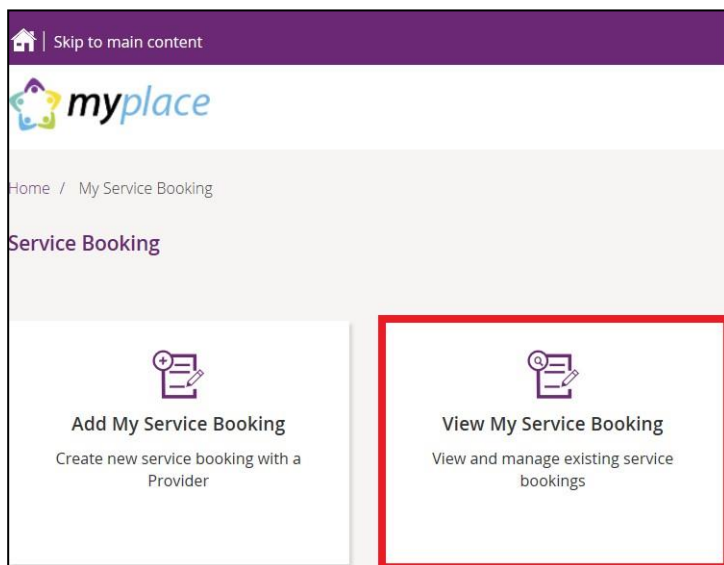 Skip to main content
myplace
Home / My Service Booking
Service Booking
Add My Service Booking
Create new service booking with a
Provider
View My Service Booking
View and manage existing service
bookings